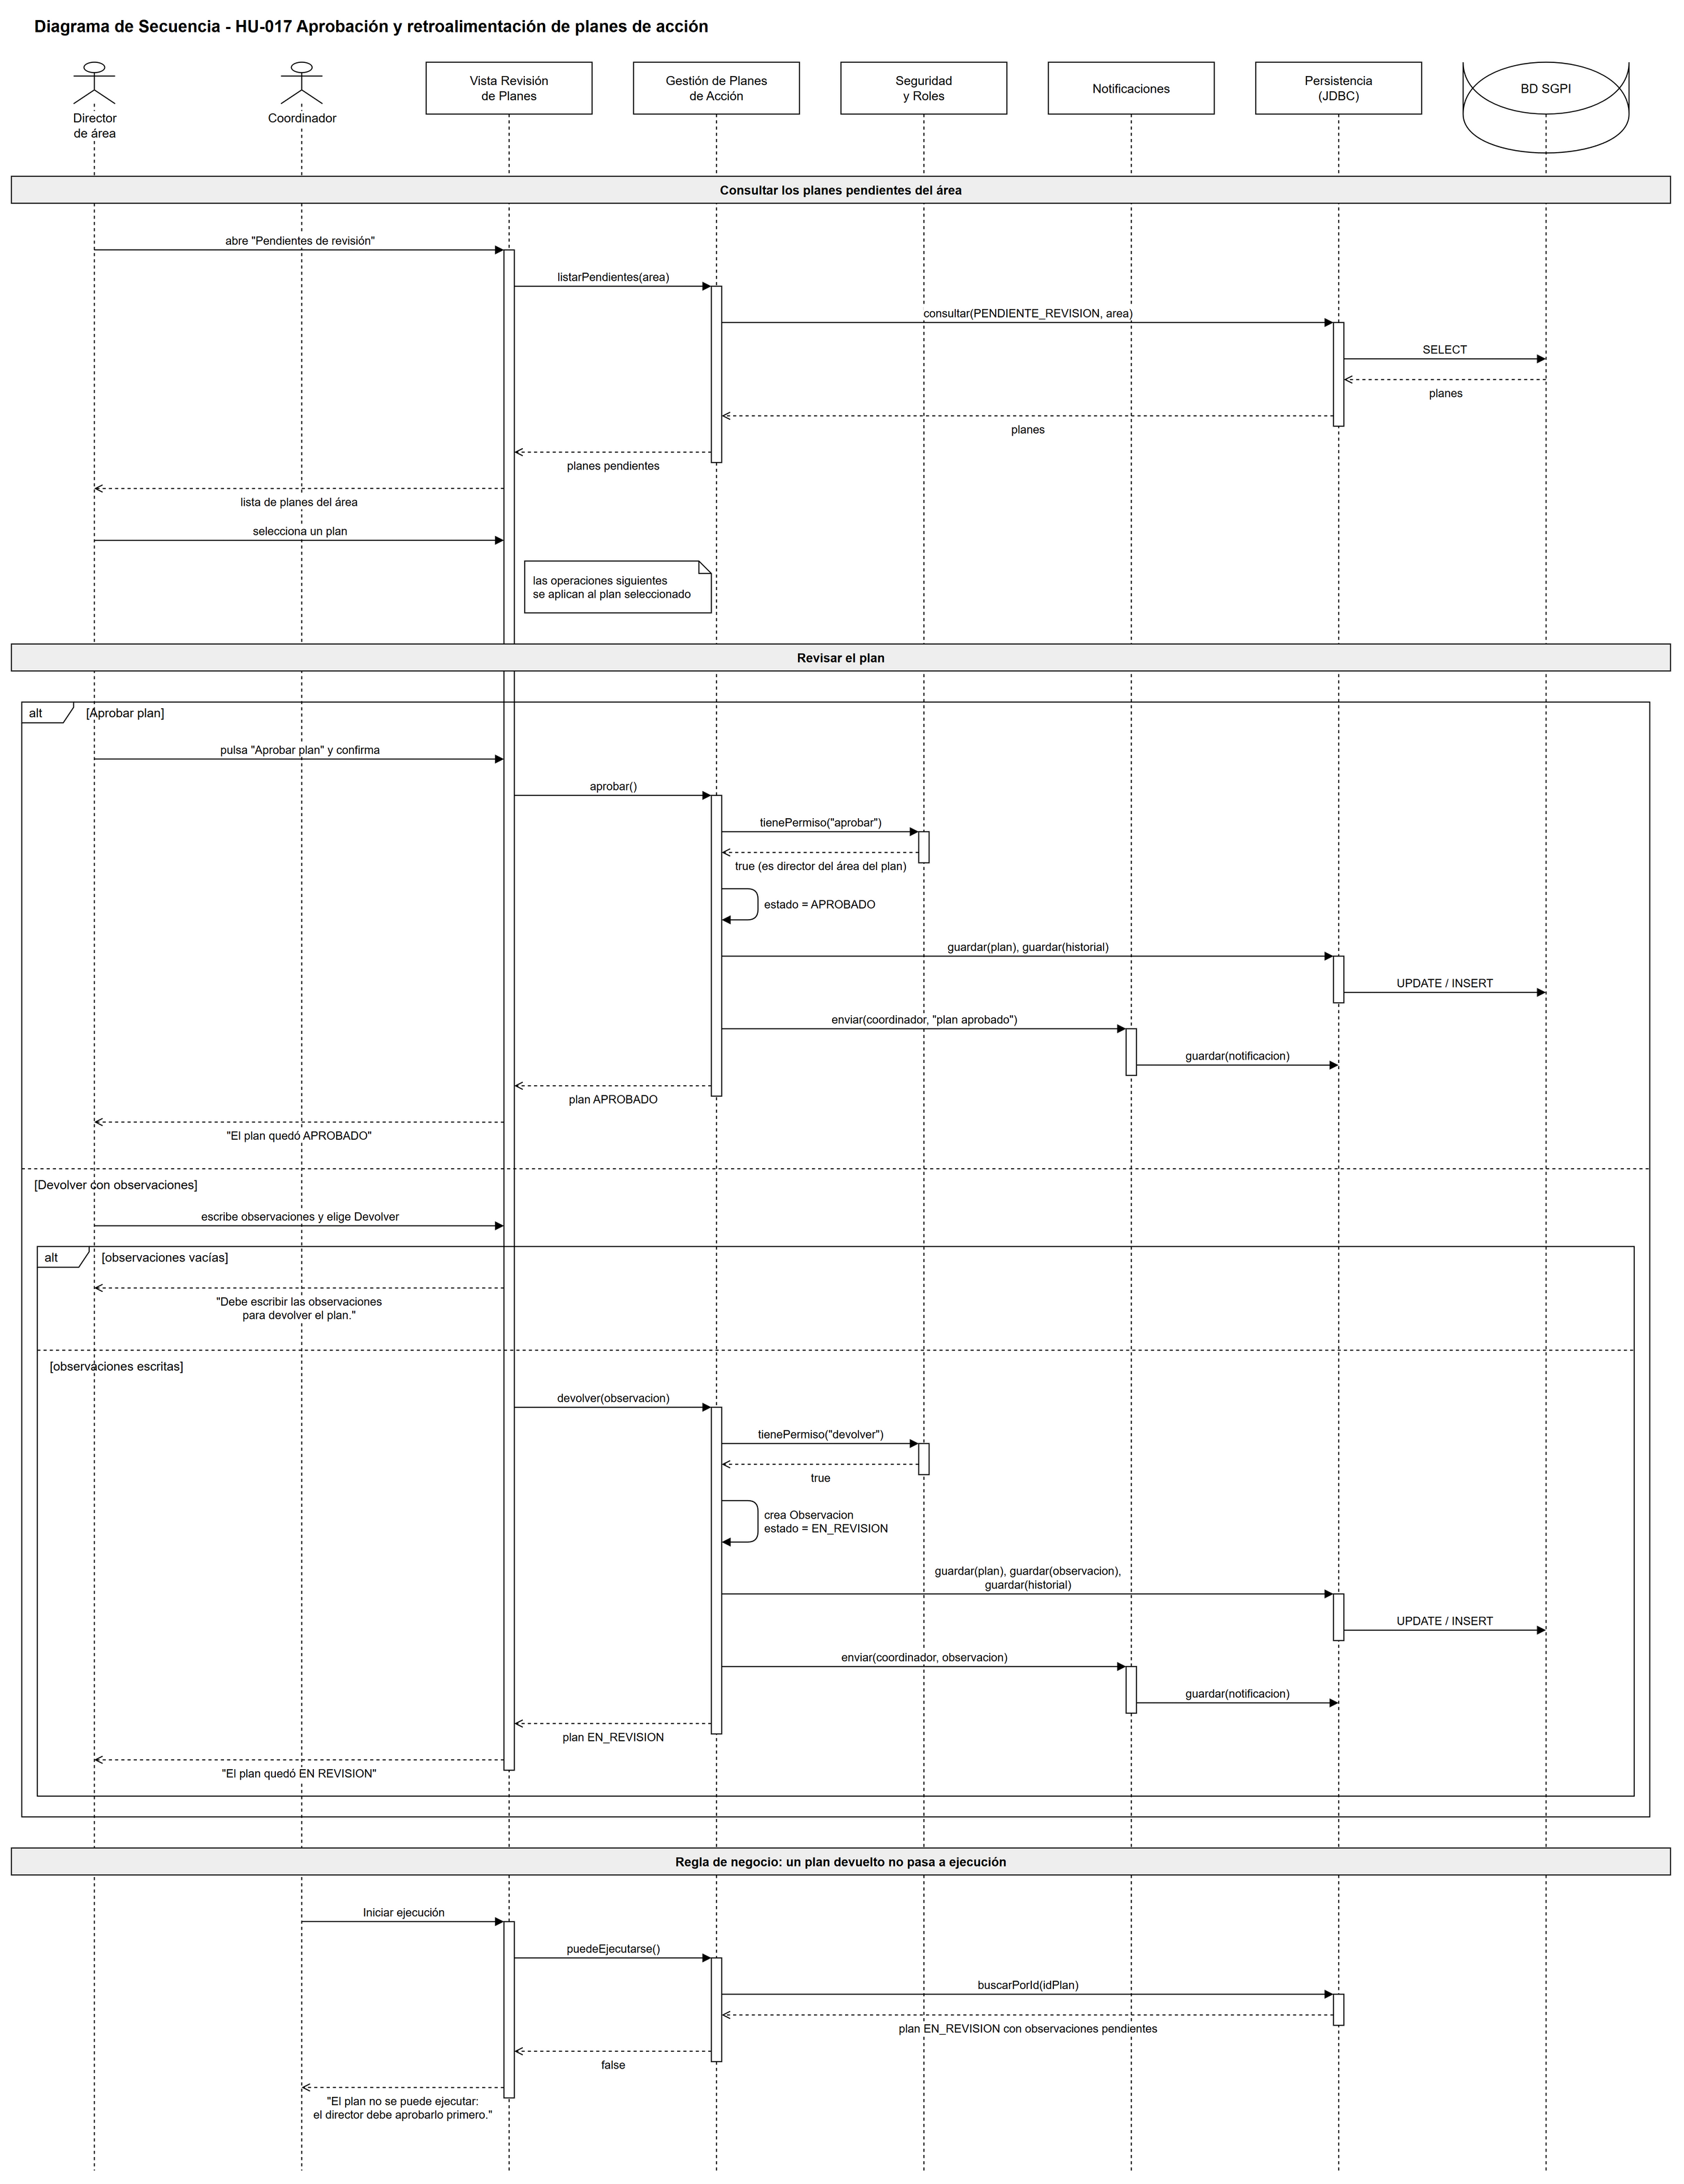 Diagrama de Secuencia - HU-017 Aprobación y retroalimentación de planes de acción
Director
de área
Coordinador
Vista Revisión
de Planes
Gestión de Planes
de Acción
Seguridad
y Roles
Notificaciones
Persistencia
(JDBC)
BD SGPI
Consultar los planes pendientes del área
abre "Pendientes de revisión"
listarPendientes(area)
consultar(PENDIENTE_REVISION, area)
SELECT
planes
planes
planes pendientes
lista de planes del área
selecciona un plan
las operaciones siguientes
se aplican al plan seleccionado
Revisar el plan
alt
[Aprobar plan]
pulsa "Aprobar plan" y confirma
aprobar()
tienePermiso("aprobar")
true (es director del área del plan)
estado = APROBADO
guardar(plan), guardar(historial)
UPDATE / INSERT
enviar(coordinador, "plan aprobado")
guardar(notificacion)
plan APROBADO
"El plan quedó APROBADO"
[Devolver con observaciones]
escribe observaciones y elige Devolver
alt
[observaciones vacías]
"Debe escribir las observaciones
para devolver el plan."
[observaciones escritas]
devolver(observacion)
tienePermiso("devolver")
true
crea Observacion
estado = EN_REVISION
guardar(plan), guardar(observacion),
guardar(historial)
UPDATE / INSERT
enviar(coordinador, observacion)
guardar(notificacion)
plan EN_REVISION
"El plan quedó EN REVISION"
Regla de negocio: un plan devuelto no pasa a ejecución
Iniciar ejecución
puedeEjecutarse()
buscarPorId(idPlan)
plan EN_REVISION con observaciones pendientes
false
"El plan no se puede ejecutar:
el director debe aprobarlo primero."